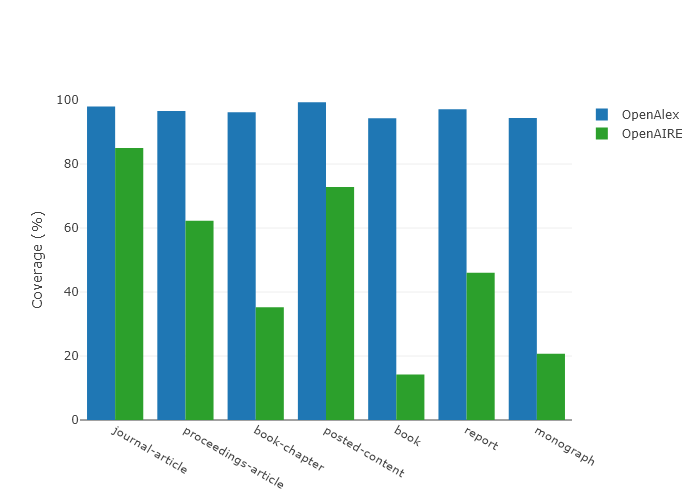 100
80
60
40
20
0
Coverage (%)
journal-article
proceedings-article
book-chapter
posted-content
book
report
monograph
OpenAlex
OpenAIRE